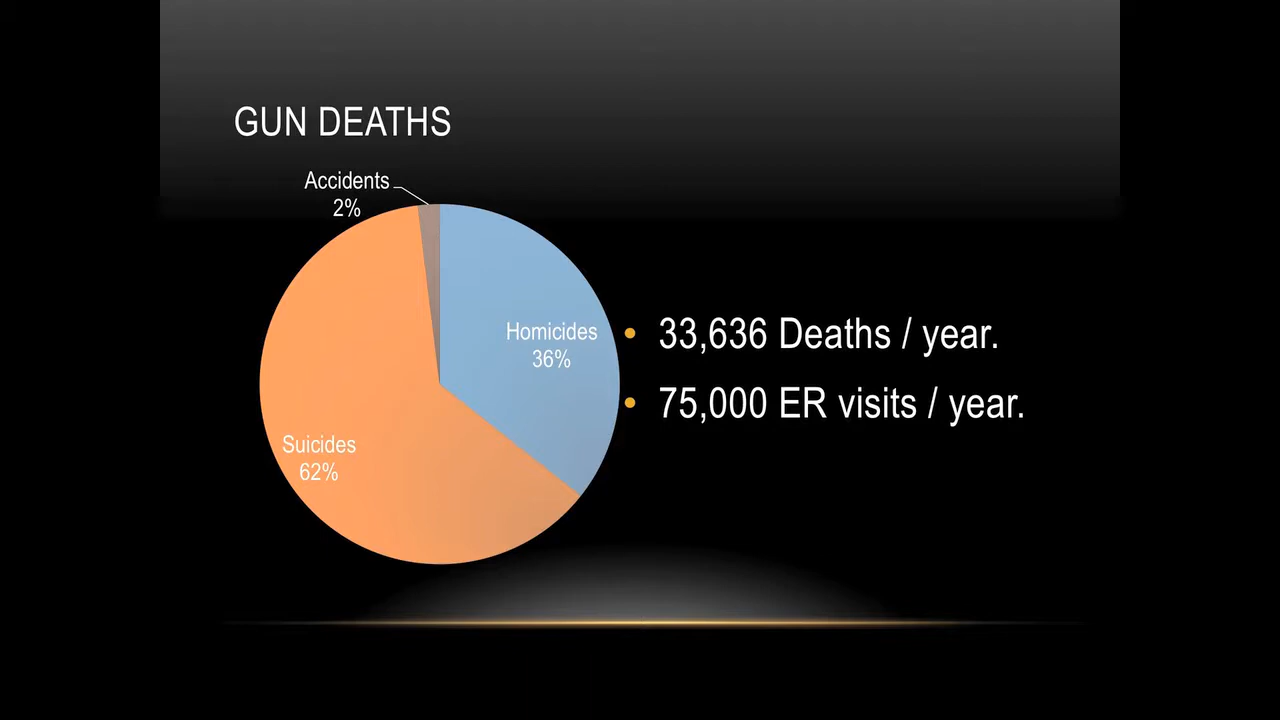 GUN DEATHS
Accidents
2%
Homicides
36%
Suicides
62%
• 33,636 Deaths / year.
• 75,000 ER visits / year.